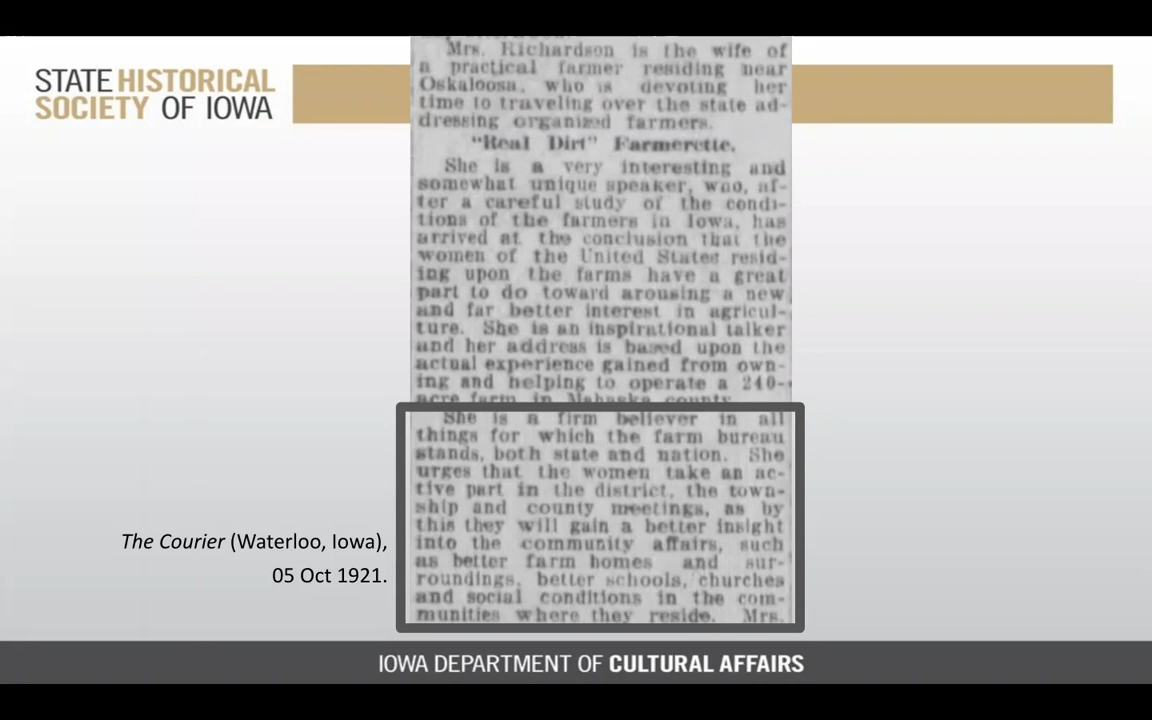 STATE HISTORICAL
SOCIETY OF IOWA
Mrs. Richardson is the wife of
a practical farmer residing near
Oskaloosa, who is devoting her
time to traveling over the state ad-
dressing organized farmers.
"Real Dirt" Farmerette.
She is a very interesting and
somewhat unique speaker, who, af-
ter a careful study of the condi-
tions of the farmers in Iowa, has
arrived at the conclusion that the
women of the United States resid-
ing upon the farms have a great
part to do toward arousing a new
and far better interest in agricul-
ture. She is an inspirational talker
and her address is based upon the
actual experience gained from own-
ing and helping to operate a 240-
acre farm in Mahaska county.
She is a firm believer in all
things for which the farm bureau
stands, both state and nation. She
urges that the women take an ac-
tive part in the district, the town-
ship and county meetings, as by
this they will gain a better insight
into the community affairs, such
as better farm homes and sur-
roundings, better schools, churches
and social conditions in the com-
munities where they reside. Mrs.
The Courier (Waterloo, Iowa),
05 Oct 1921.
IOWA DEPARTMENT OF CULTURAL AFFAIRS